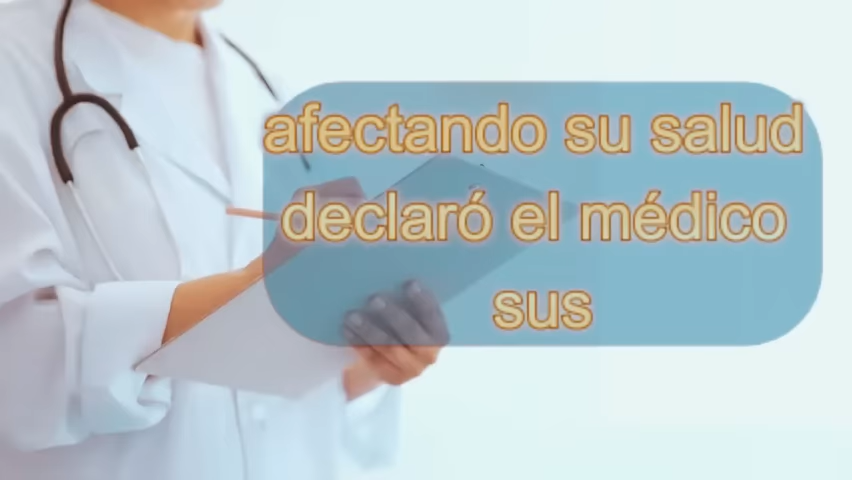 afectando su salud
declaró el médico
sus